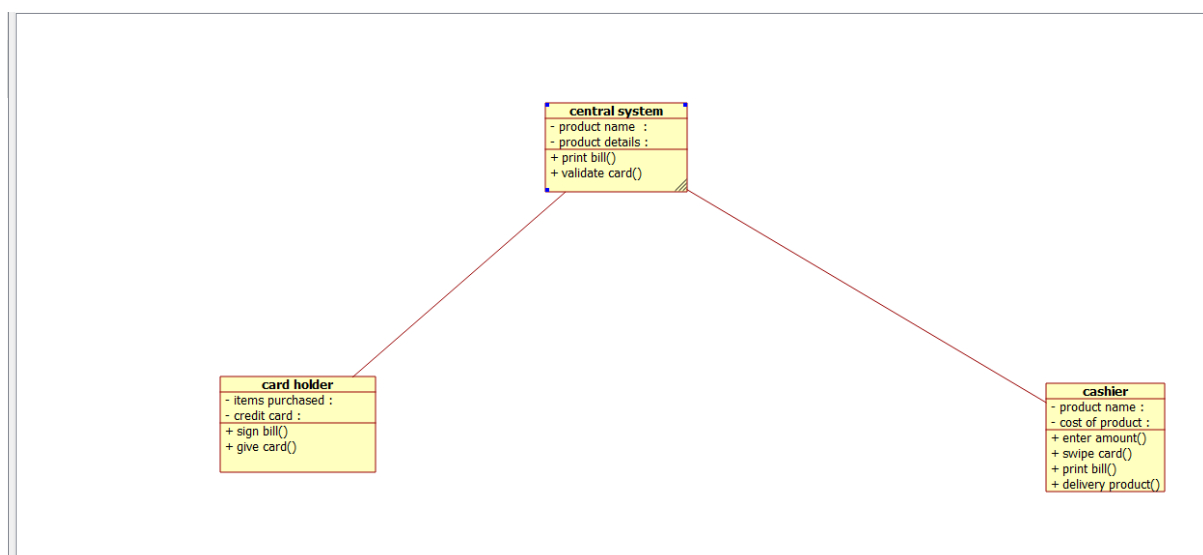 central system
- product name  :
- product details :
+ print bill()
+ validate card()
card holder
- items purchased :
- credit card :
+ sign bill()
+ give card()
cashier
- product name :
- cost of product :
+ enter amount()
+ swipe card()
+ print bill()
+ delivery product()